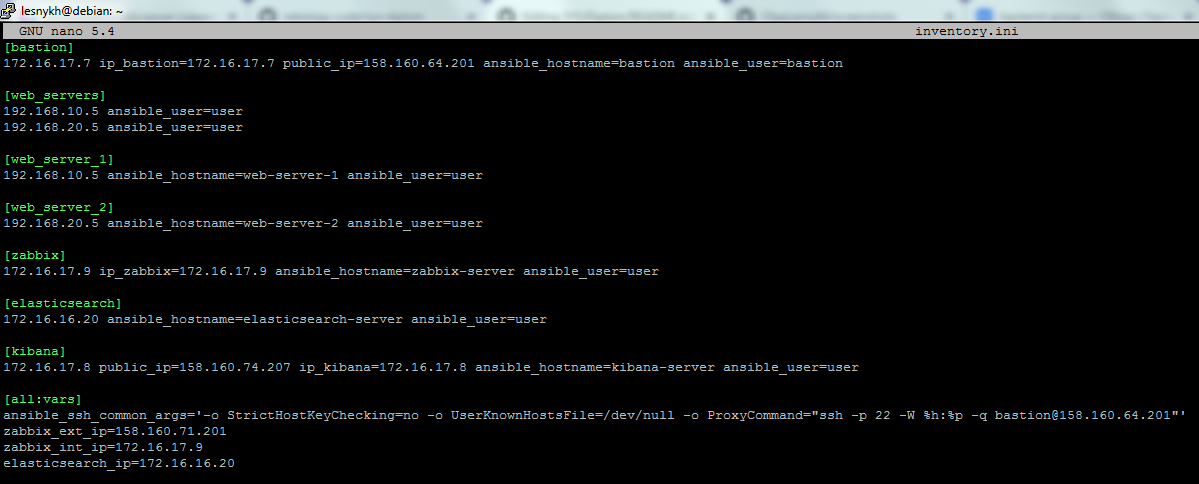 lesnykh@debian: ~
GNU nano 5.4 inventory.ini
[bastion]
172.16.17.7 ip_bastion=172.16.17.7 public_ip=158.160.64.201 ansible_hostname=bastion ansible_user=bastion
[web_servers]
192.168.10.5 ansible_user=user
192.168.20.5 ansible_user=user
[web_server_1]
192.168.10.5 ansible_hostname=web-server-1 ansible_user=user
[web_server_2]
192.168.20.5 ansible_hostname=web-server-2 ansible_user=user
[zabbix]
172.16.17.9 ip_zabbix=172.16.17.9 ansible_hostname=zabbix-server ansible_user=user
[elasticsearch]
172.16.16.20 ansible_hostname=elasticsearch-server ansible_user=user
[kibana]
172.16.17.8 public_ip=158.160.74.207 ip_kibana=172.16.17.8 ansible_hostname=kibana-server ansible_user=user
[all:vars]
ansible_ssh_common_args='-o StrictHostKeyChecking=no -o UserKnownHostsFile=/dev/null -o ProxyCommand="ssh -p 22 -W %h:%p -q bastion@158.160.64.201"'
zabbix_ext_ip=158.160.71.201
zabbix_int_ip=172.16.17.9
elasticsearch_ip=172.16.16.20